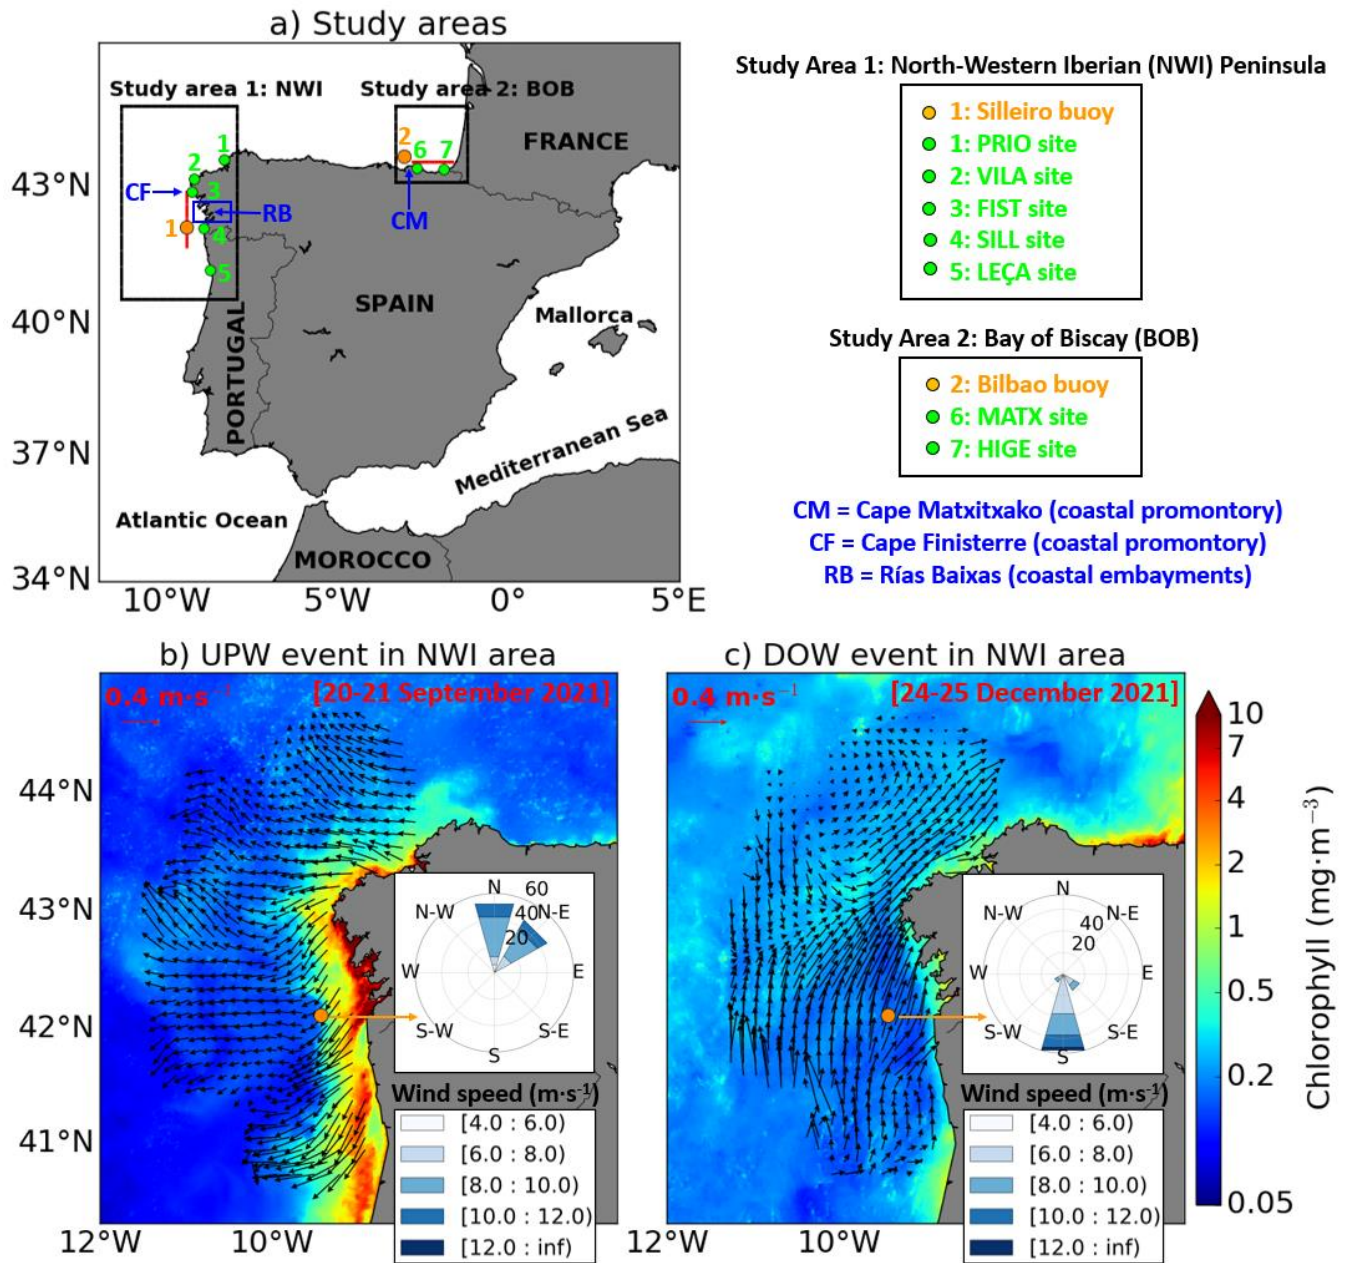 a) Study areas
Study area 1: NWI
Study area 2: BOB
FRANCE
43°N
40°N
37°N
34°N
1
2
3
CF
RB
1
4
5
2
6
7
CM
SPAIN
PORTUGAL
Mallorca
Mediterranean Sea
Atlantic Ocean
MOROCCO
10°W
5°W
0°
5°E
Study Area 1: North-Western Iberian (NWI) Peninsula
1: Silleiro buoy
1: PRIO site
2: VILA site
3: FIST site
4: SILL site
5: LEÇA site
Study Area 2: Bay of Biscay (BOB)
2: Bilbao buoy
6: MATX site
7: HIGE site
CM = Cape Matxitxako (coastal promontory)
CF = Cape Finisterre (coastal promontory)
RB = Rías Baixas (coastal embayments)
b) UPW event in NWI area
0.4 m·s⁻¹
[20-21 September 2021]
44°N
43°N
42°N
41°N
12°W
10°W
N
60
N-W
40
N-E
20
W
E
S-W
S-E
S
Wind speed (m·s⁻¹)
[4.0 : 6.0)
[6.0 : 8.0)
[8.0 : 10.0)
[10.0 : 12.0)
[12.0 : inf)
c) DOW event in NWI area
0.4 m·s⁻¹
[24-25 December 2021]
12°W
10°W
N
N-W
40
N-E
20
W
E
S-W
S-E
S
Wind speed (m·s⁻¹)
[4.0 : 6.0)
[6.0 : 8.0)
[8.0 : 10.0)
[10.0 : 12.0)
[12.0 : inf)
10
7
4
2
1
0.5
0.2
0.05
Chlorophyll (mg·m⁻³)